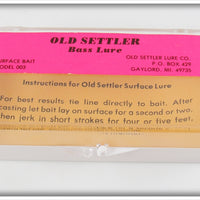 OLD SETTLER
Bass Lure
SURFACE BAIT
MODEL 003
OLD SETTLER LURE CO.
P.O. BOX 429
GAYLORD, MI. 49735
Instructions for Old Settler Surface Lure
For best results tie line directly to bait. After
casting let bait lay on surface for a second or two.
then jerk in short strokes for four or five feet.